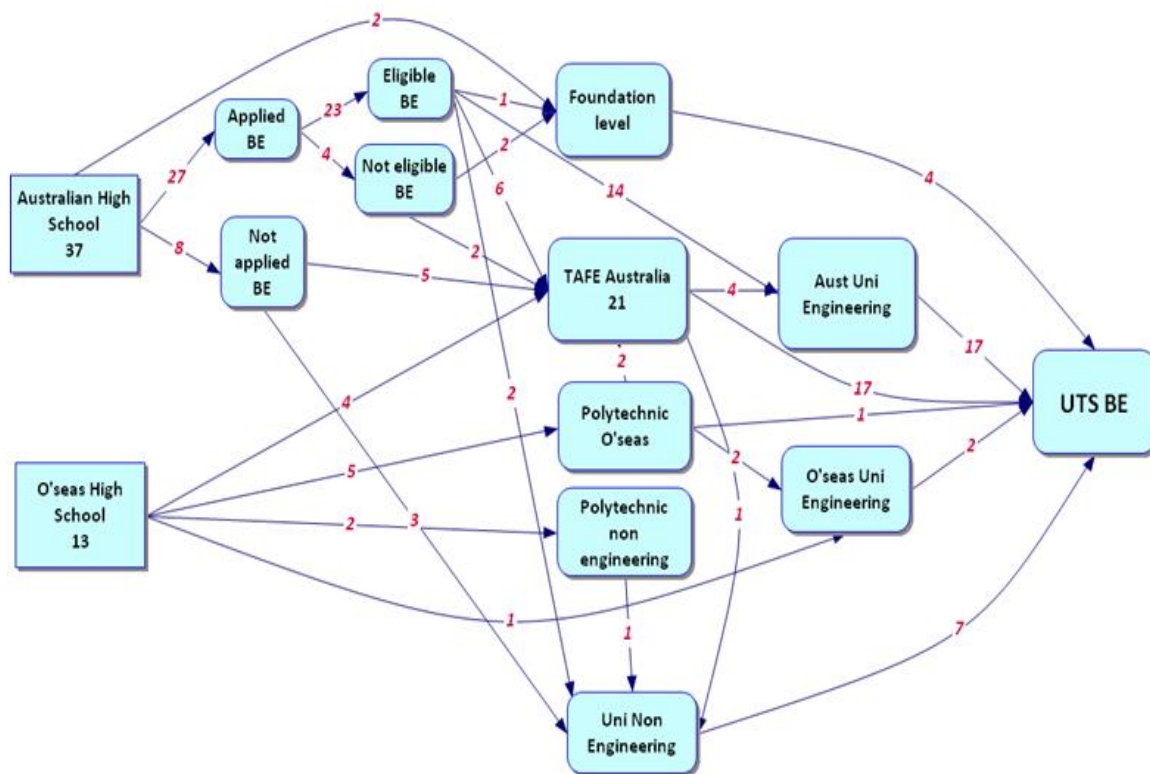 2
Eligible
BE
1
Foundation
level
Applied
BE
23
4
Not eligible
BE
2
27
Australian High
School
37
8
Not
applied
BE
6
14
4
2
5
TAFE Australia
21
4
Aust Uni
Engineering
17
2
17
UTS BE
4
2
Polytechnic
O'seas
1
5
2
2
O'seas Uni
Engineering
O'seas High
School
13
2
3
Polytechnic
non
engineering
1
1
1
7
Uni Non
Engineering